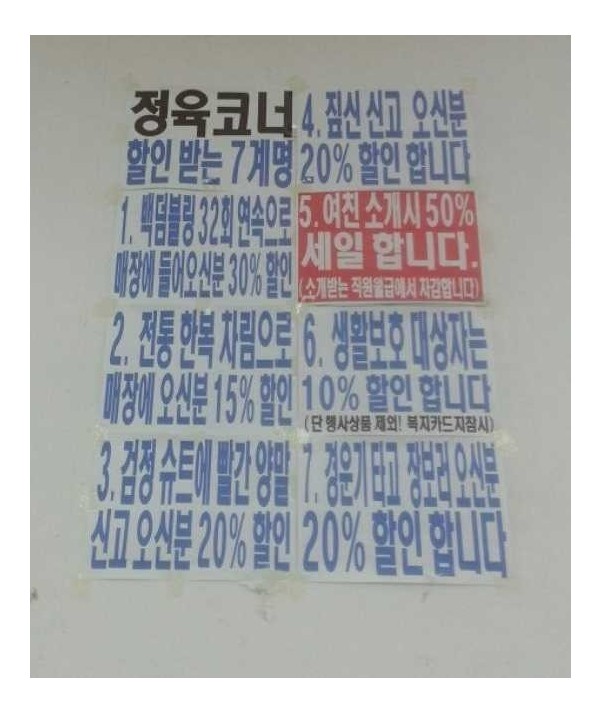 정육코너
할인 받는 7계명
1. 백덤블링 32회 연속으로
매장에 들어오신분 30% 할인
2. 전통 한복 차림으로
매장에 오신분 15% 할인
3. 검정 슈트에 빨간 양말
신고 오신분 20% 할인
4. 짚신 신고 오신분
20% 할인 합니다
5. 여친 소개시 50%
세일 합니다.
(소개받는 직원월급에서 차감합니다)
6. 생활보호 대상자는
10% 할인 합니다
(단 행사상품 제외! 복지카드지참시)
7. 경운기 타고 장보러 오신분
20% 할인 합니다